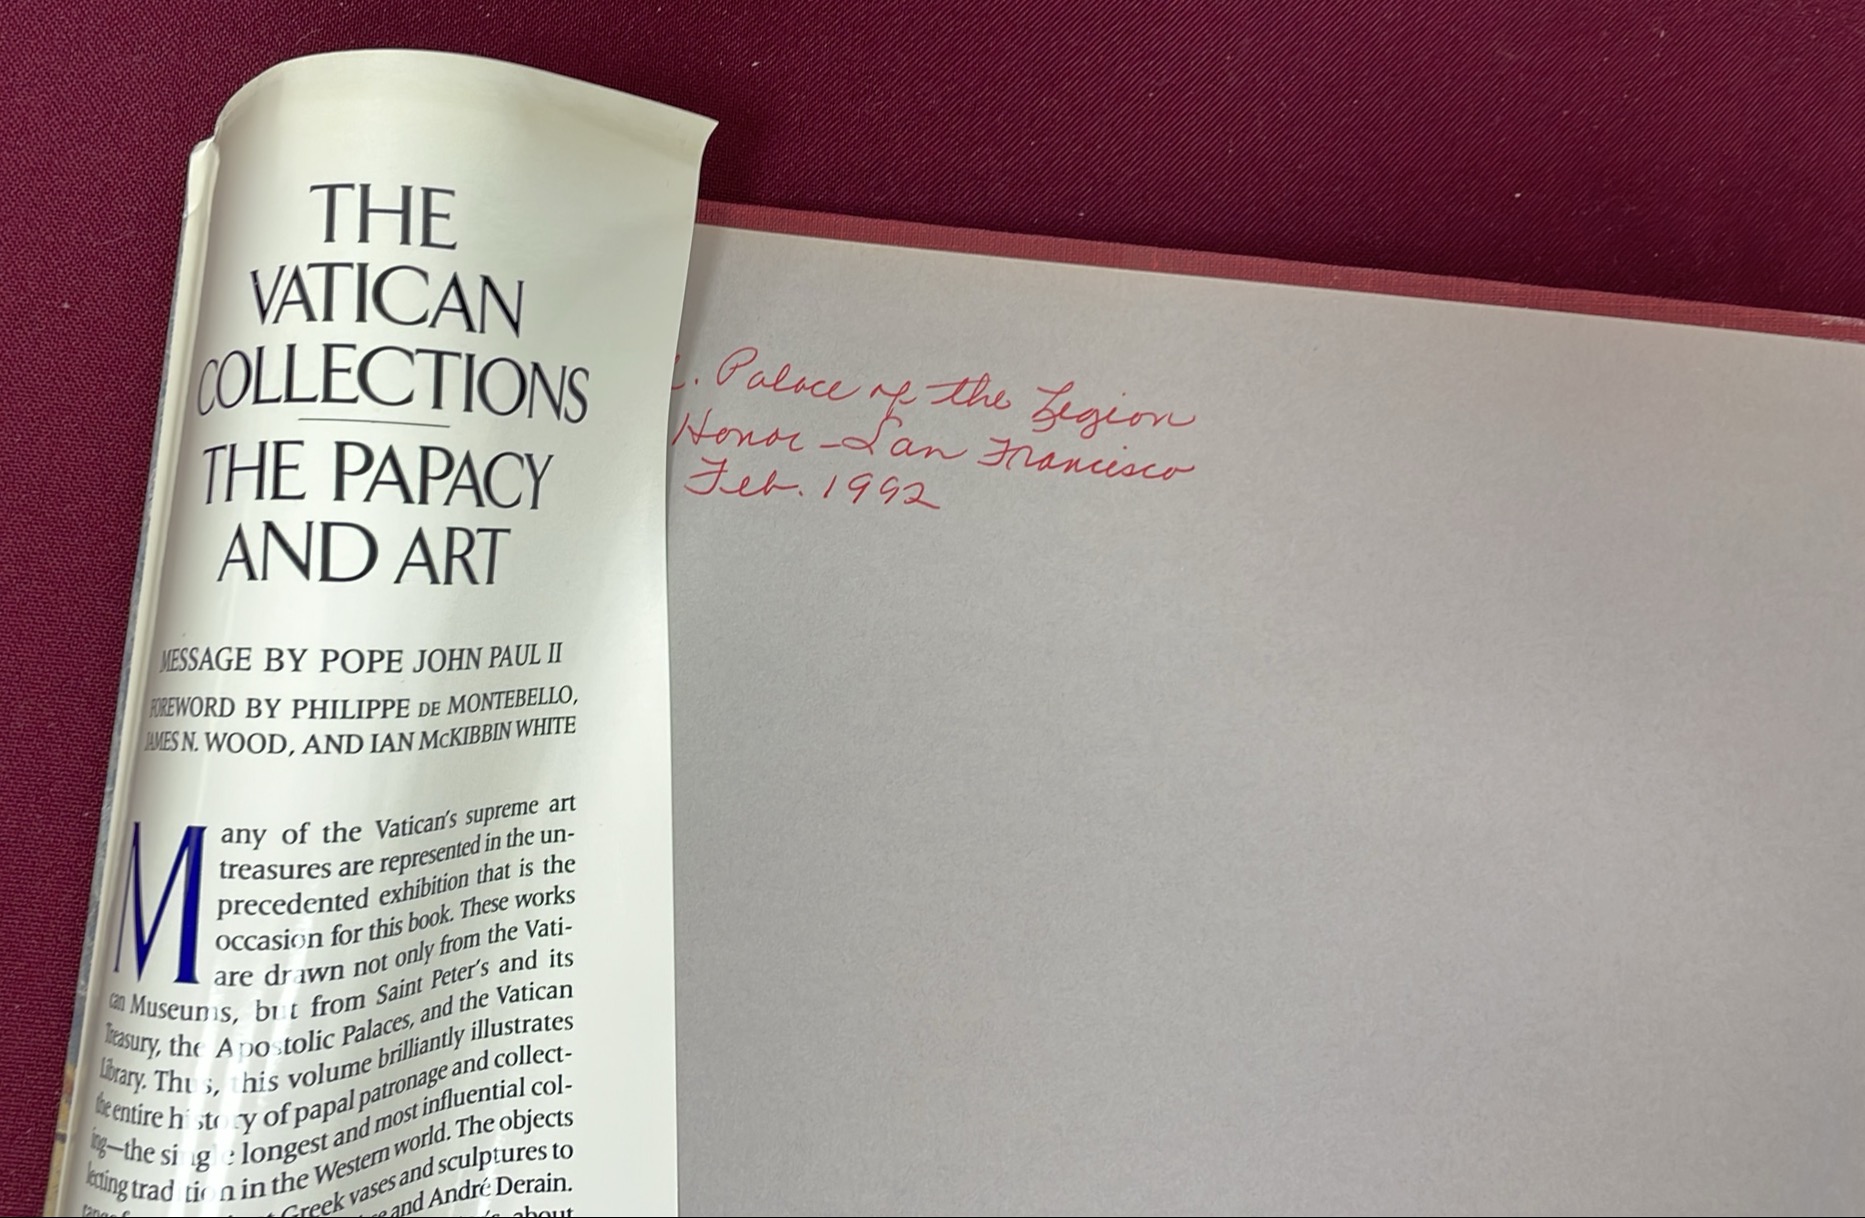 THE
VATICAN
COLLECTIONS
THE PAPACY
AND ART
MESSAGE BY POPE JOHN PAUL II
FOREWORD BY PHILIPPE DE MONTEBELLO,
JAMES N. WOOD, AND IAN McKIBBIN WHITE
Many of the Vatican's supreme art
treasures are represented in the un-
precedented exhibition that is the
occasion for this book. These works
are drawn not only from the Vati-
can Museums, but from Saint Peter's and its
Treasury, the Apostolic Palaces, and the Vatican
Library. Thus, this volume brilliantly illustrates
the entire history of papal patronage and collect-
ing—the single longest and most influential col-
lecting tradition in the Western world. The objects
Greek vases and sculptures to
and André Derain.
about
. Palace of the Legion
Honor – San Francisco
Feb. 1992